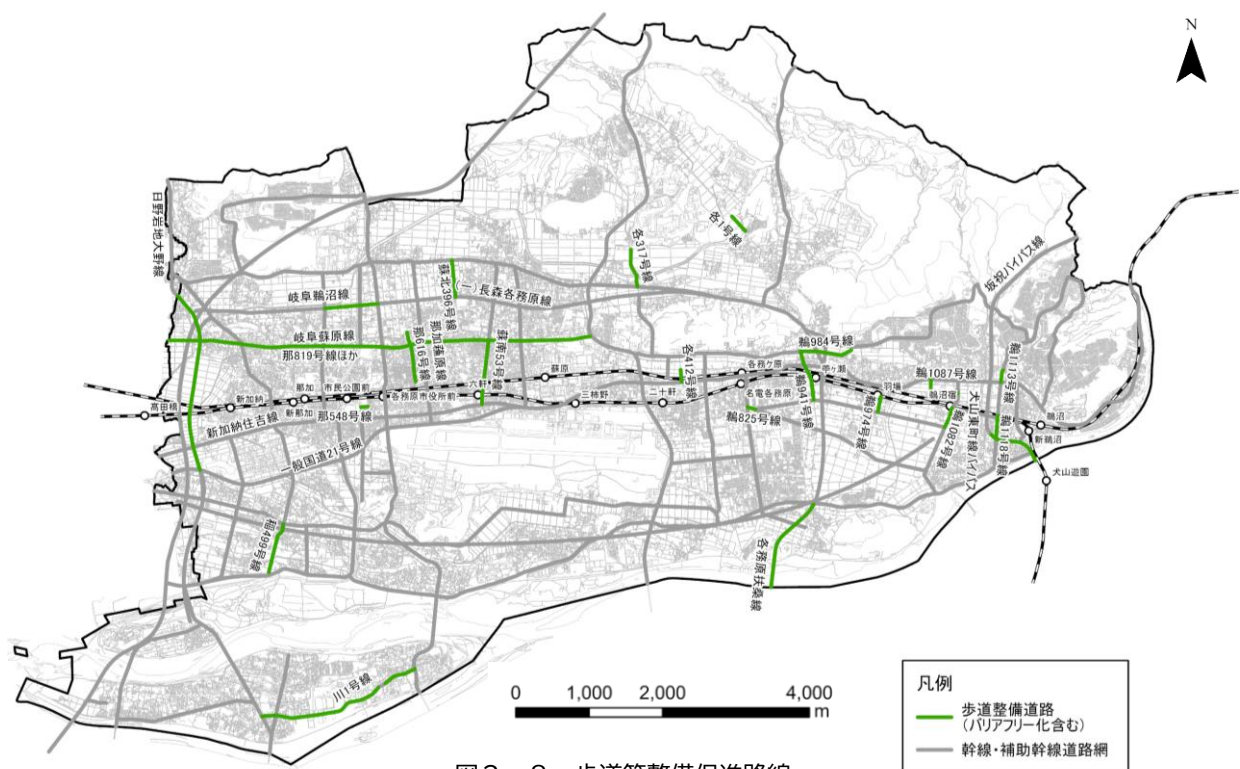 N
日野岩地大野線
各1号線
各317号線
坂祝バイパス線
蘇北396号線
(一)長森各務原線
岐阜鵜沼線
岐阜蘇原線
那819号線ほか
那616号線
那加蘇原線
蘇南53号線
鵜984号線
各412号線
各務ケ原
鵜1087号線
鵜1113号線
蘇原
六軒
羽場
那加
市民公園前
各務原市役所前
三柿野
二十軒
名電各務原
鵜沼宿
鵜沼
新鵜沼
高田橋
新加納
新那加
那548号線
新加納住吉線
鵜825号線
鵜941号線
鵜974号線
鵜1082号線
犬山東町線バイパス
鵜1118号線
犬山遊園
一般国道21号線
稲499号線
各務原扶桑線
川1号線
0 1,000 2,000 4,000
m
凡例
歩道整備道路
(バリアフリー化含む)
幹線・補助幹線道路網